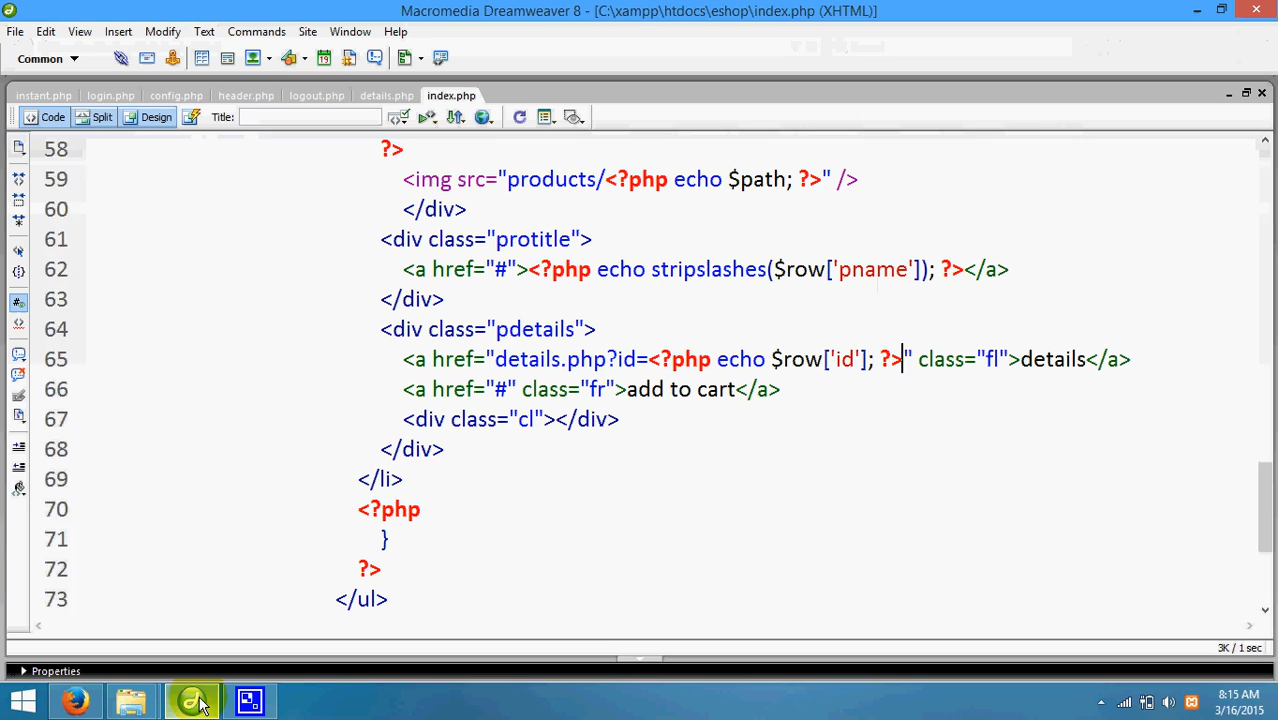 Macromedia Dreamweaver 8 - [C:\xampp\htdocs\eshop\index.php (XHTML)]
File Edit View Insert Modify Text Commands Site Window Help
Common
instant.php login.php config.php header.php logout.php details.php index.php
Code Split Design Title:
58 ?>
59 <img src="products/<?php echo $path; ?>" />
60 </div>
61 <div class="protitle">
62 <a href="#"><?php echo stripslashes($row['pname']); ?></a>
63 </div>
64 <div class="pdetails">
65 <a href="details.php?id=<?php echo $row['id']; ?>" class="fl">details</a>
66 <a href="#" class="fr">add to cart</a>
67 <div class="cl"></div>
68 </div>
69 </li>
70 <?php
71 }
72 ?>
73 </ul>
3K / 1 sec
Properties
8:15 AM
3/16/2015